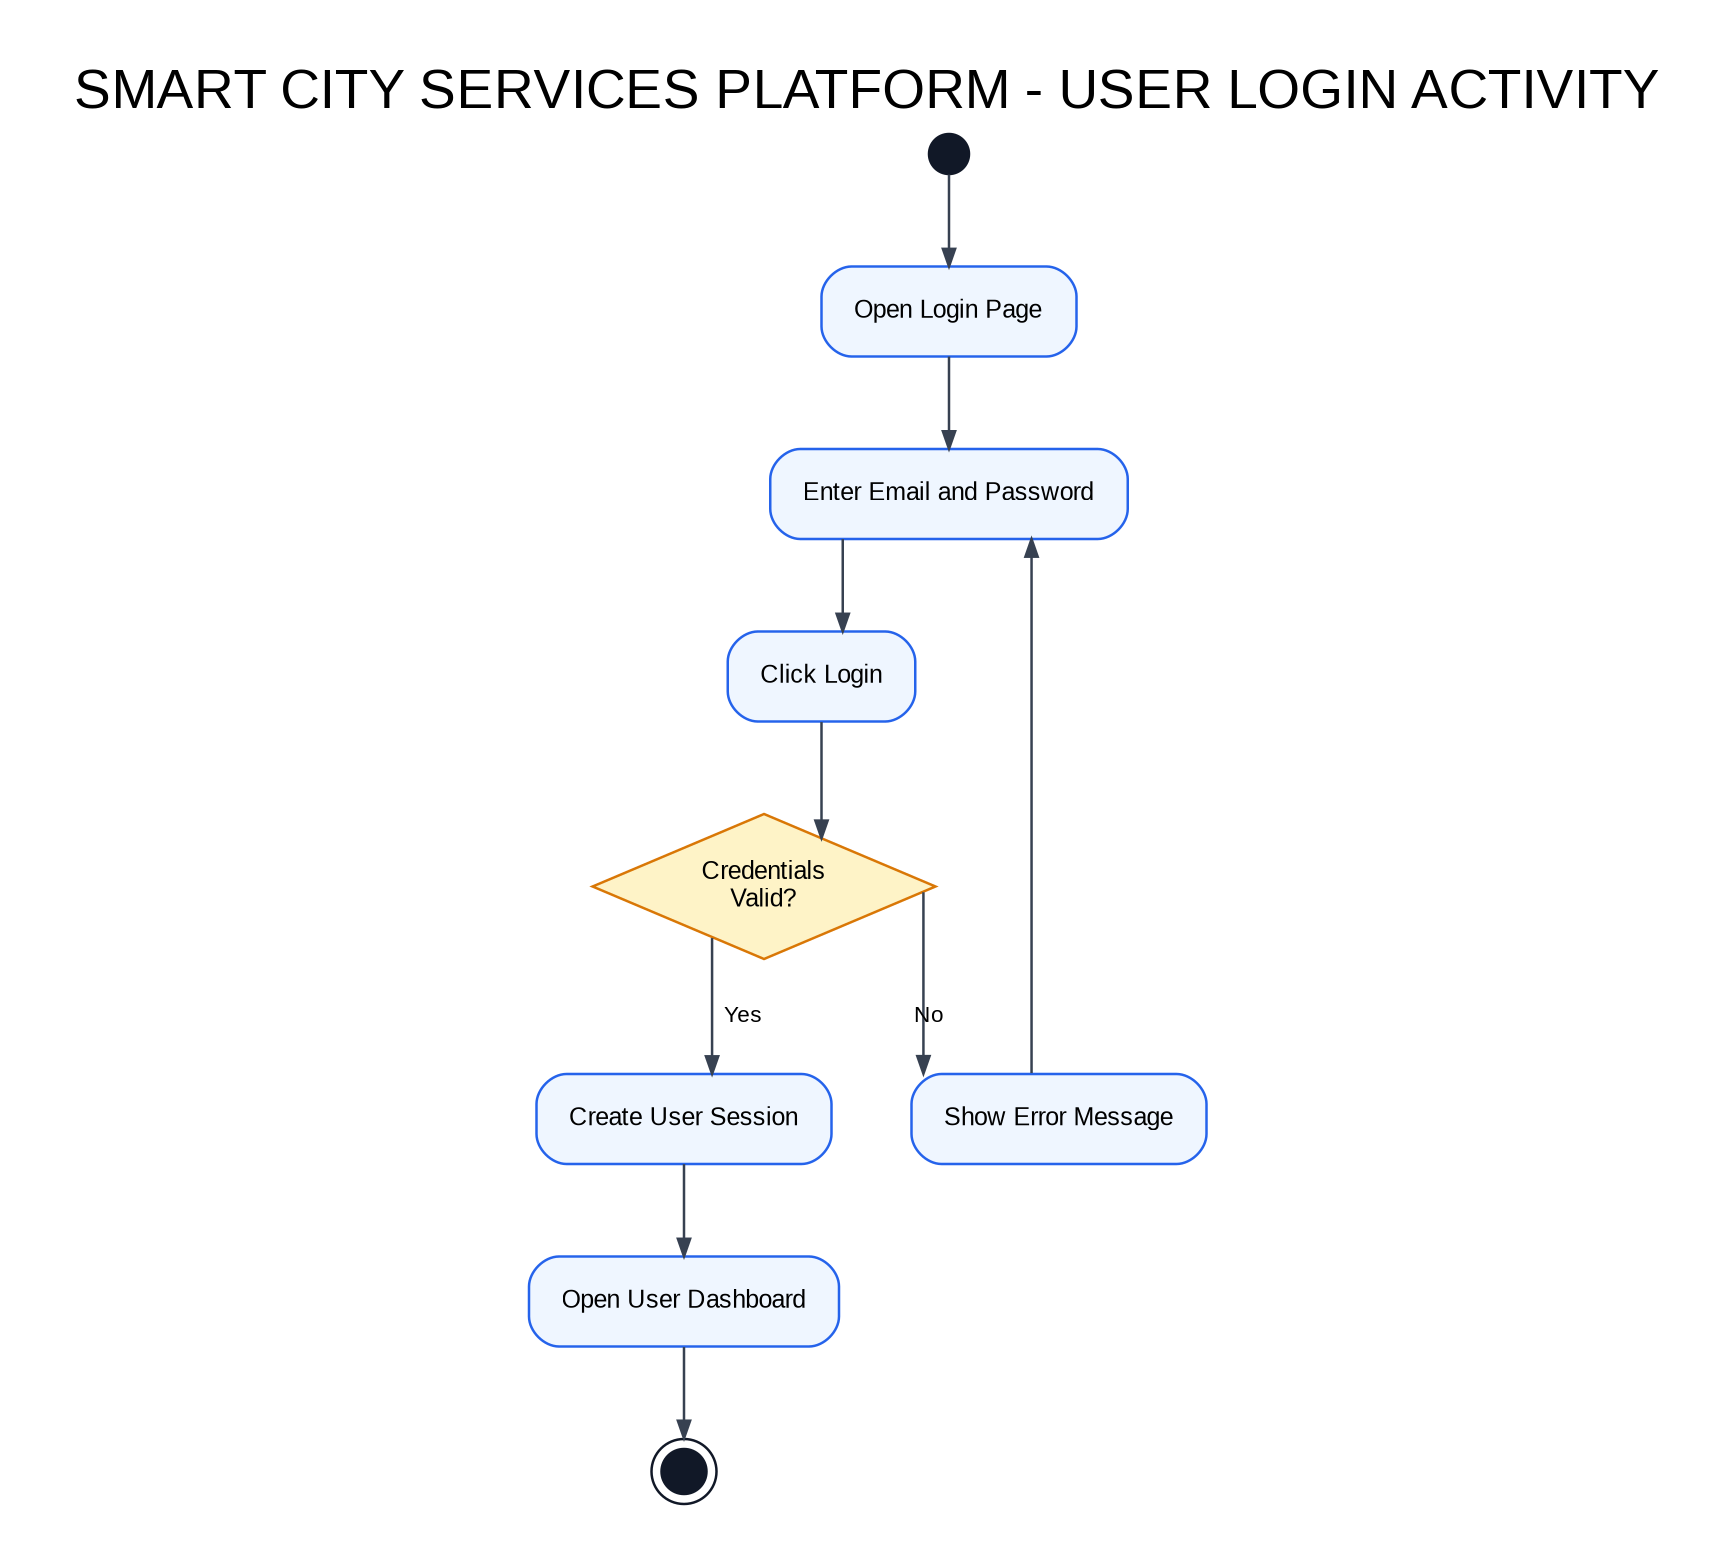 SMART CITY SERVICES PLATFORM - USER LOGIN ACTIVITY
Open Login Page
Enter Email and Password
Click Login
Credentials
Valid?
Yes
No
Create User Session
Show Error Message
Open User Dashboard